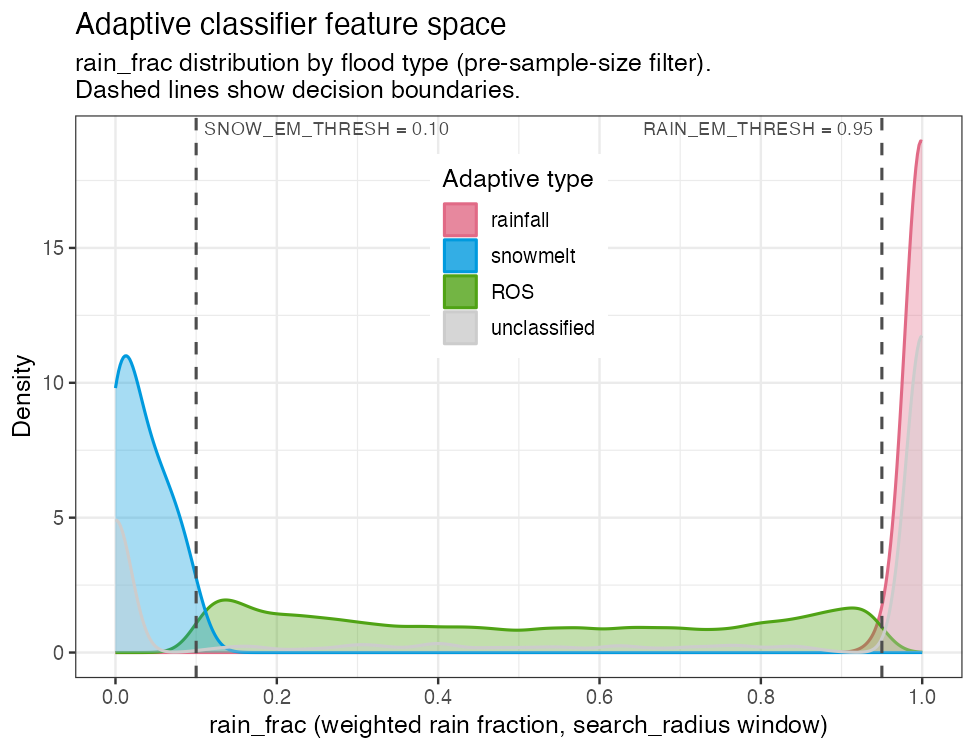 Adaptive classifier feature space
rain_frac distribution by flood type (pre-sample-size filter).
Dashed lines show decision boundaries.
SNOW_EM_THRESH = 0.10
RAIN_EM_THRESH = 0.95
Adaptive type
rainfall
snowmelt
ROS
unclassified
Density
15
10
5
0
0.0 0.2 0.4 0.6 0.8 1.0
rain_frac (weighted rain fraction, search_radius window)